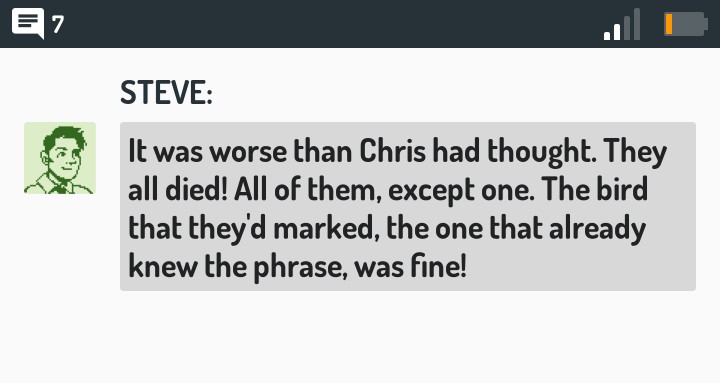 7
STEVE:
It was worse than Chris had thought. They
all died! All of them, except one. The bird
that they'd marked, the one that already
knew the phrase, was fine!